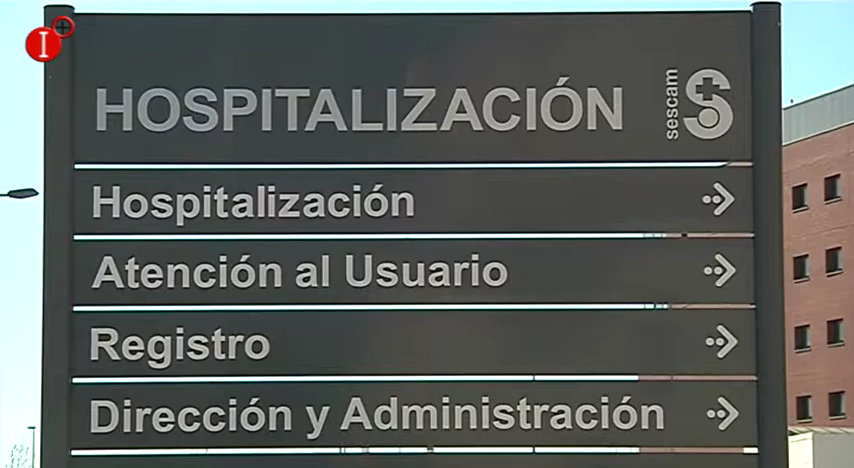 I
HOSPITALIZACIÓN
sescam
Hospitalización
Atención al Usuario
Registro
Dirección y Administración